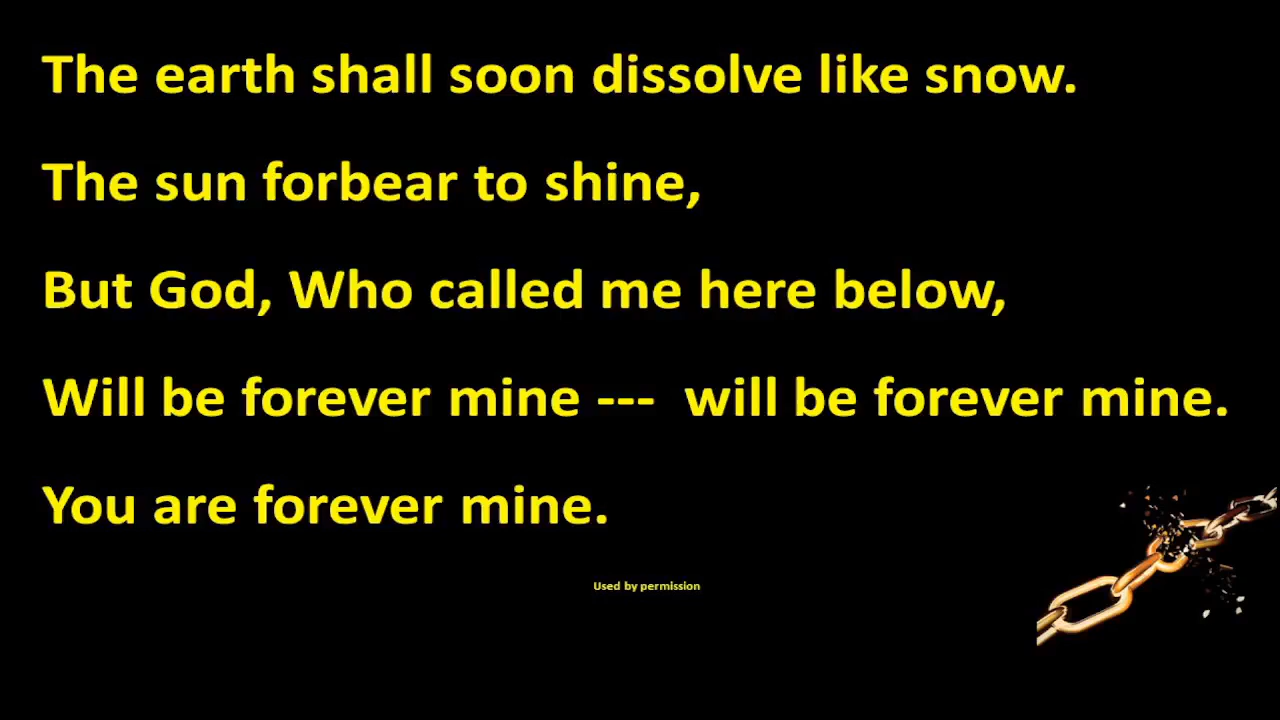 The earth shall soon dissolve like snow.
The sun forbear to shine,
But God, Who called me here below,
Will be forever mine ---  will be forever mine.
You are forever mine.
Used by permission